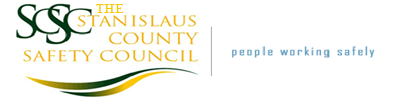 SCSC THE
STANISLAUS
COUNTY
SAFETY COUNCIL
people working safely